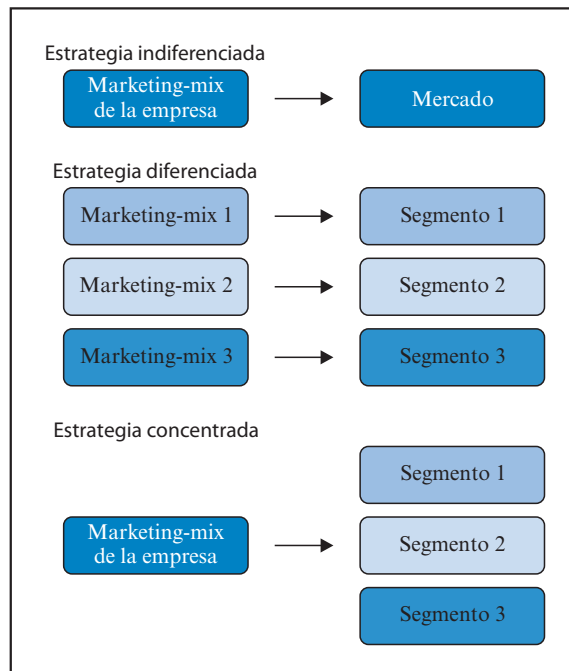 Estrategia indiferenciada
Marketing-mix
de la empresa
Mercado
Estrategia diferenciada
Marketing-mix 1
Segmento 1
Marketing-mix 2
Segmento 2
Marketing-mix 3
Segmento 3
Estrategia concentrada
Segmento 1
Marketing-mix
de la empresa
Segmento 2
Segmento 3